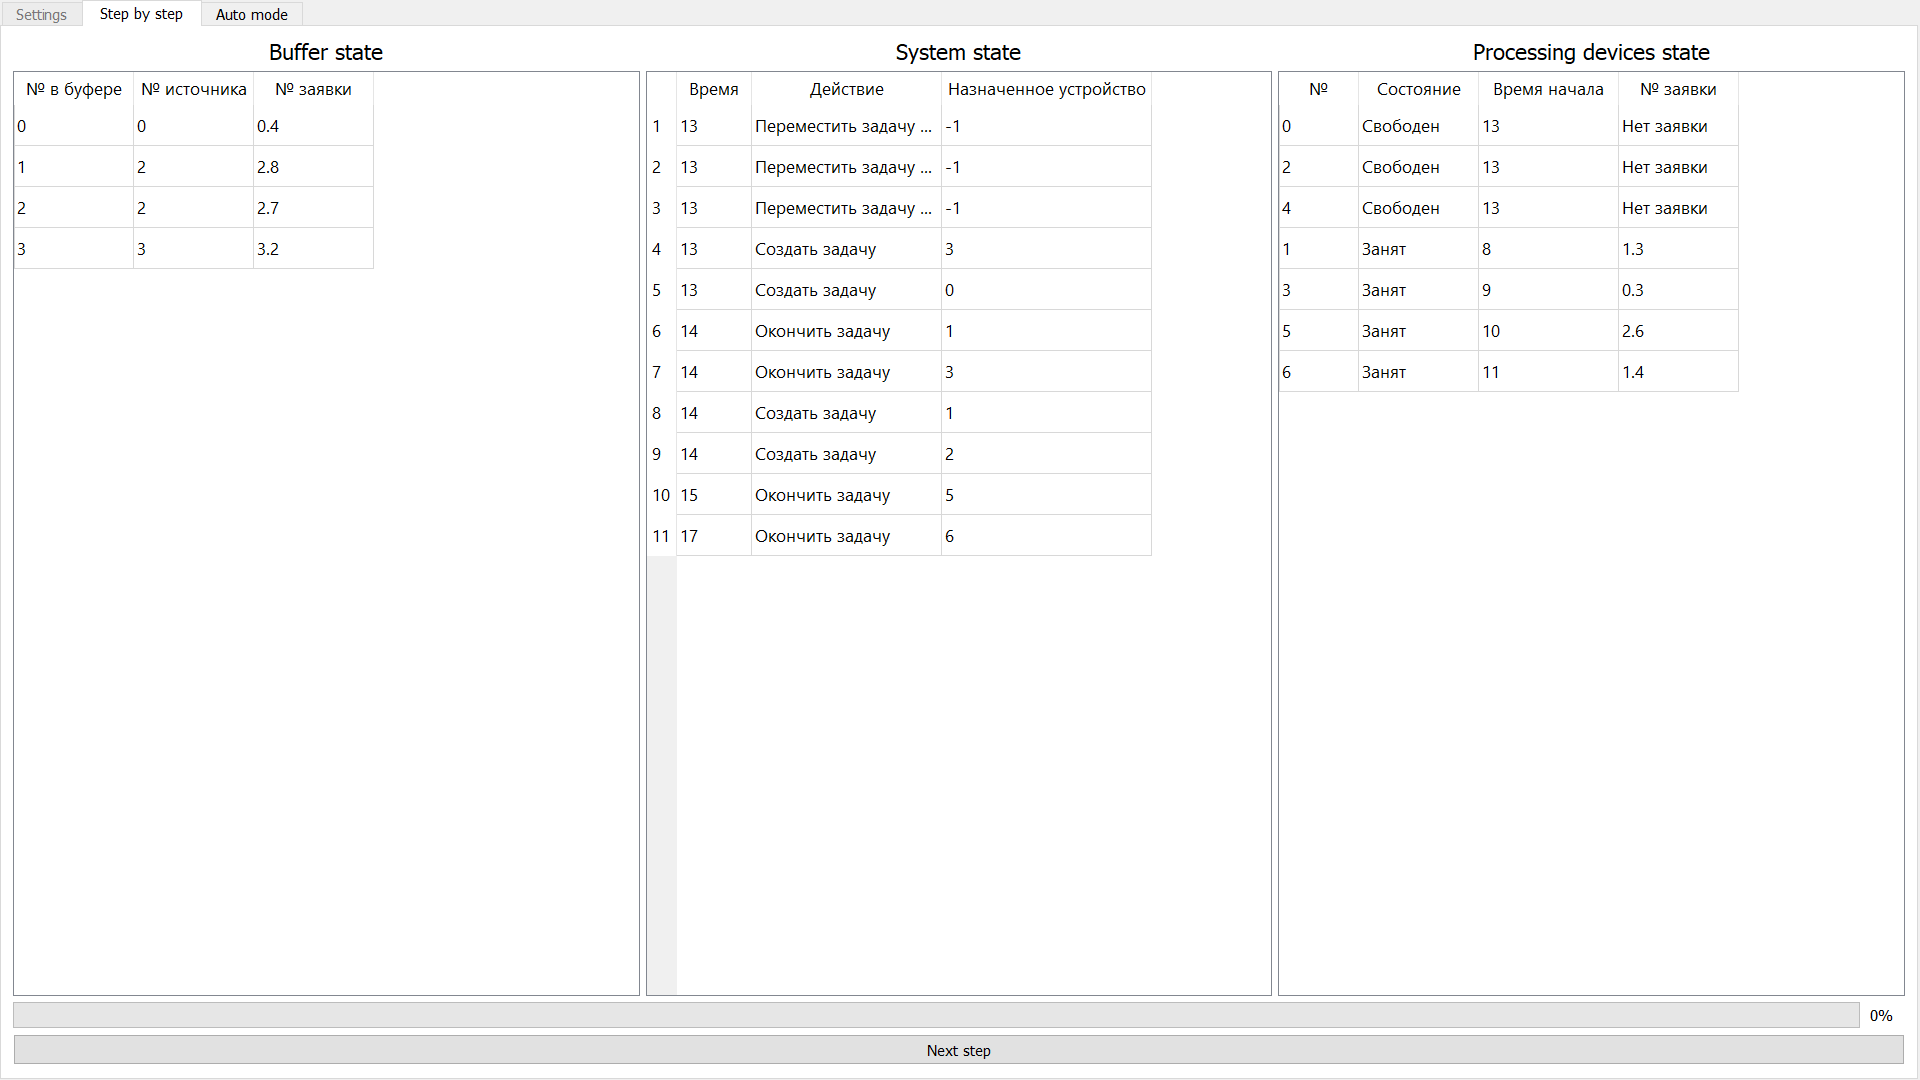 Settings Step by step Auto mode
Buffer state
№ в буфере № источника № заявки
0 0 0.4
1 2 2.8
2 2 2.7
3 3 3.2
System state
Время Действие Назначенное устройство
1 13 Переместить задачу ... -1
2 13 Переместить задачу ... -1
3 13 Переместить задачу ... -1
4 13 Создать задачу 3
5 13 Создать задачу 0
6 14 Окончить задачу 1
7 14 Окончить задачу 3
8 14 Создать задачу 1
9 14 Создать задачу 2
10 15 Окончить задачу 5
11 17 Окончить задачу 6
Processing devices state
№ Состояние Время начала № заявки
0 Свободен 13 Нет заявки
2 Свободен 13 Нет заявки
4 Свободен 13 Нет заявки
1 Занят 8 1.3
3 Занят 9 0.3
5 Занят 10 2.6
6 Занят 11 1.4
0%
Next step